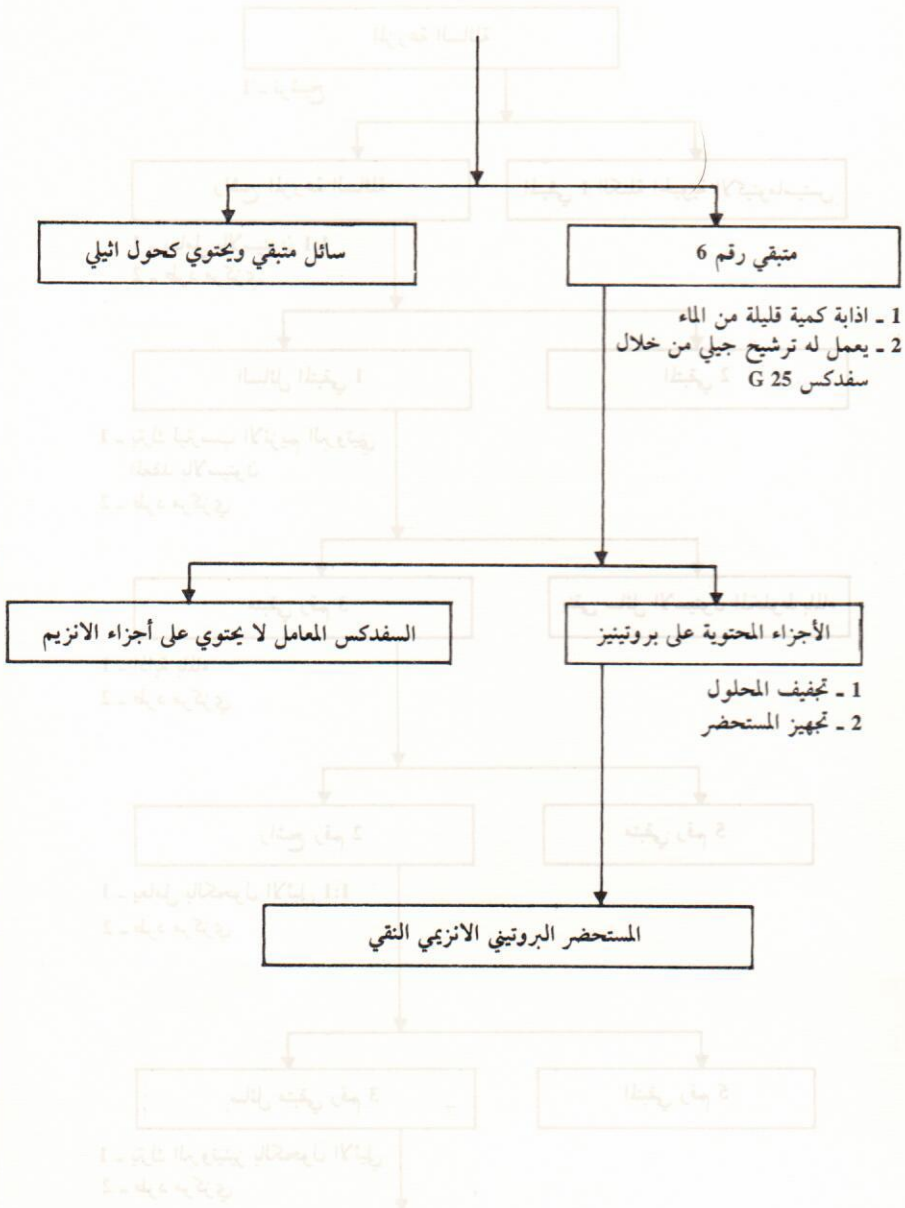 متبقي رقم 6
سائل متبقي ويحتوي كحول اثيلي
1 ـ اذابة كمية قليلة من الماء
2 ـ يعمل له ترشيح جيلي من خلال
سفدكس G 25
الأجزاء المحتوية على بروتينيز
السفدكس المعامل لا يحتوي على أجزاء الانزيم
1 ـ تجفيف المحلول
2 ـ تجهيز المستحضر
المستحضر البروتيني الانزيمي النقي